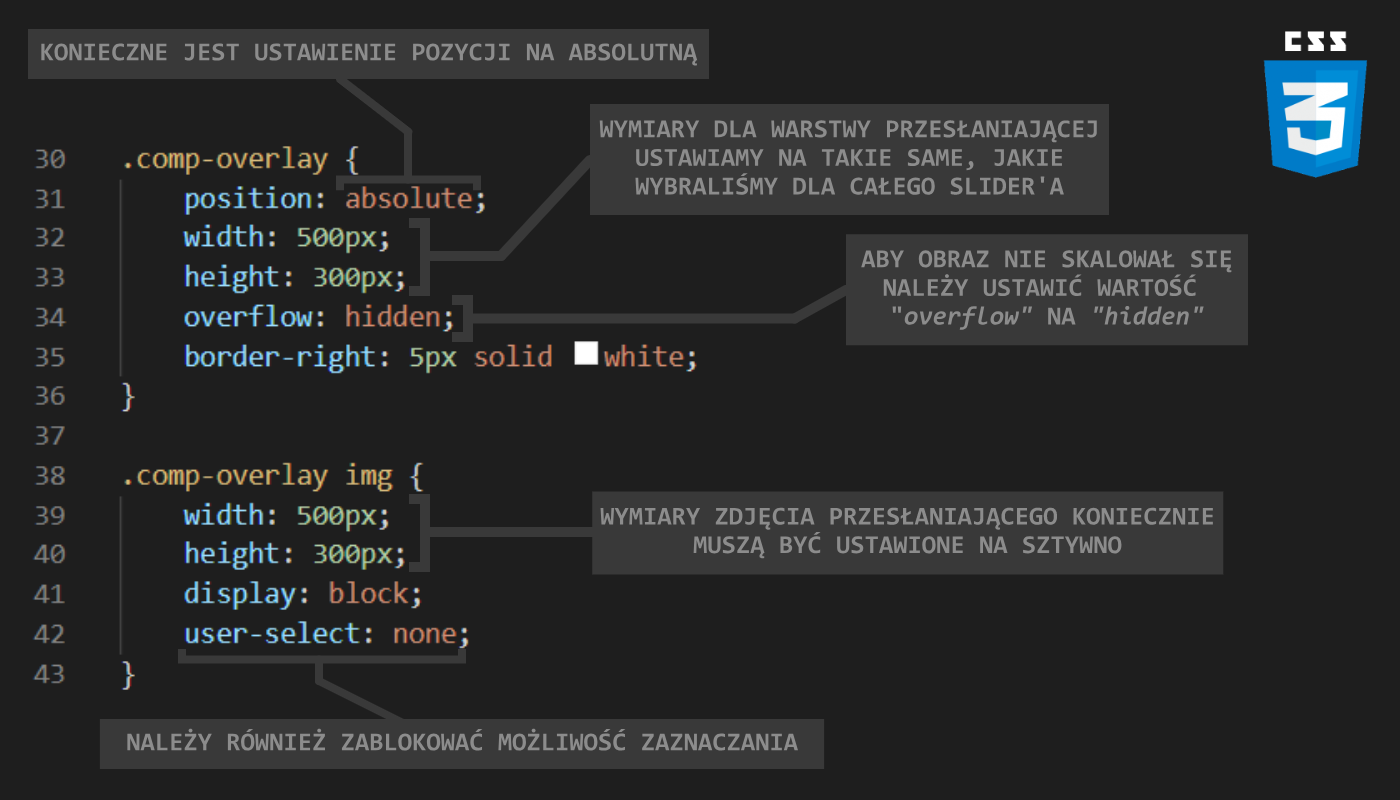 KONIECZNE JEST USTAWIENIE POZYCJI NA ABSOLUTNĄ
CSS
3
WYMIARY DLA WARSTWY PRZESŁANIAJĄCEJ
USTAWIAMY NA TAKIE SAME, JAKIE
WYBRALIŚMY DLA CAŁEGO SLIDER'A
30 .comp-overlay {
31 position: absolute;
32 width: 500px;
33 height: 300px;
34 overflow: hidden;
35 border-right: 5px solid white;
36 }
37
ABY OBRAZ NIE SKALOWAŁ SIĘ
NALEŻY USTAWIĆ WARTOŚĆ
"overflow" NA "hidden"
38 .comp-overlay img {
39 width: 500px;
40 height: 300px;
41 display: block;
42 user-select: none;
43 }
WYMIARY ZDJĘCIA PRZESŁANIAJĄCEGO KONIECZNIE
MUSZĄ BYĆ USTAWIONE NA SZTYWNO
NALEŻY RÓWNIEŻ ZABLOKOWAĆ MOŻLIWOŚĆ ZAZNACZANIA